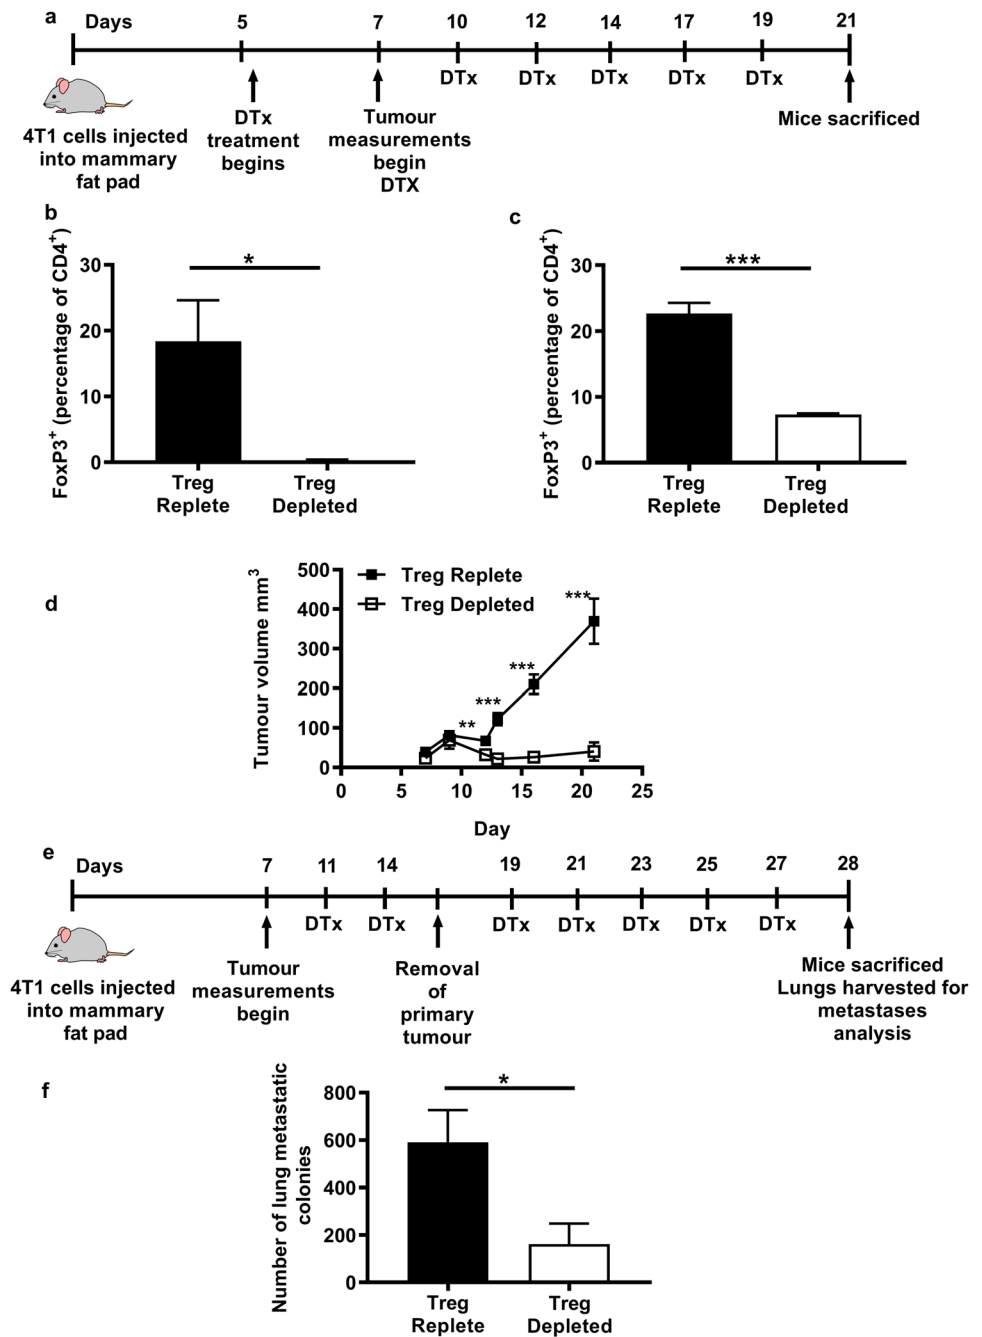 a
Days 5 7 10 12 14 17 19 21
DTx DTx DTx DTx DTx
4T1 cells injected
into mammary
fat pad
DTx
treatment
begins
Tumour
measurements
begin
DTX
Mice sacrificed
b
FoxP3+ (percentage of CD4+)
30
20
10
0
*
Treg
Replete
Treg
Depleted
c
FoxP3+ (percentage of CD4+)
30
20
10
0
***
Treg
Replete
Treg
Depleted
d
Tumour volume mm3
500
400
300
200
100
0
Treg Replete
Treg Depleted
**
***
***
***
0 5 10 15 20 25
Day
e
Days 7 11 14 19 21 23 25 27 28
DTx DTx DTx DTx DTx DTx DTx
4T1 cells injected
into mammary
fat pad
Tumour
measurements
begin
Removal
of
primary
tumour
Mice sacrificed
Lungs harvested for
metastases
analysis
f
Number of lung metastatic
colonies
800
600
400
200
0
*
Treg
Replete
Treg
Depleted